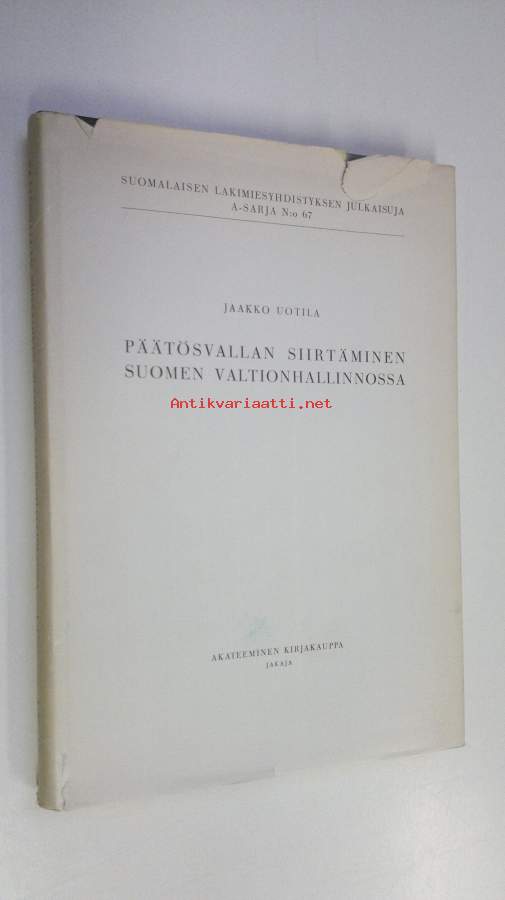 SUOMALAISEN LAKIMIESYHDISTYKSEN JULKAISUJA
A-SARJA N:o 67
JAAKKO UOTILA
PÄÄTÖSVALLAN SIIRTÄMINEN
SUOMEN VALTIONHALLINNOSSA
Antikvariaatti.net
AKATEEMINEN KIRJAKAUPPA
JAKAJA